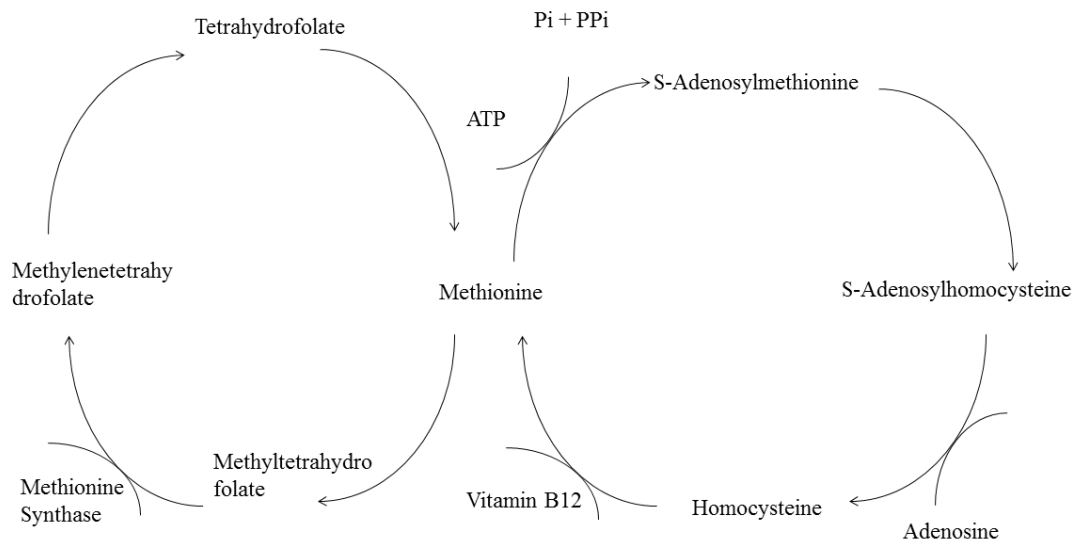 Pi + PPi
Tetrahydrofolate
S-Adenosylmethionine
ATP
Methylenetetrahy
drofolate
Methionine
S-Adenosylhomocysteine
Methyltetrahydro
folate
Methionine
Synthase
Vitamin B12
Homocysteine
Adenosine